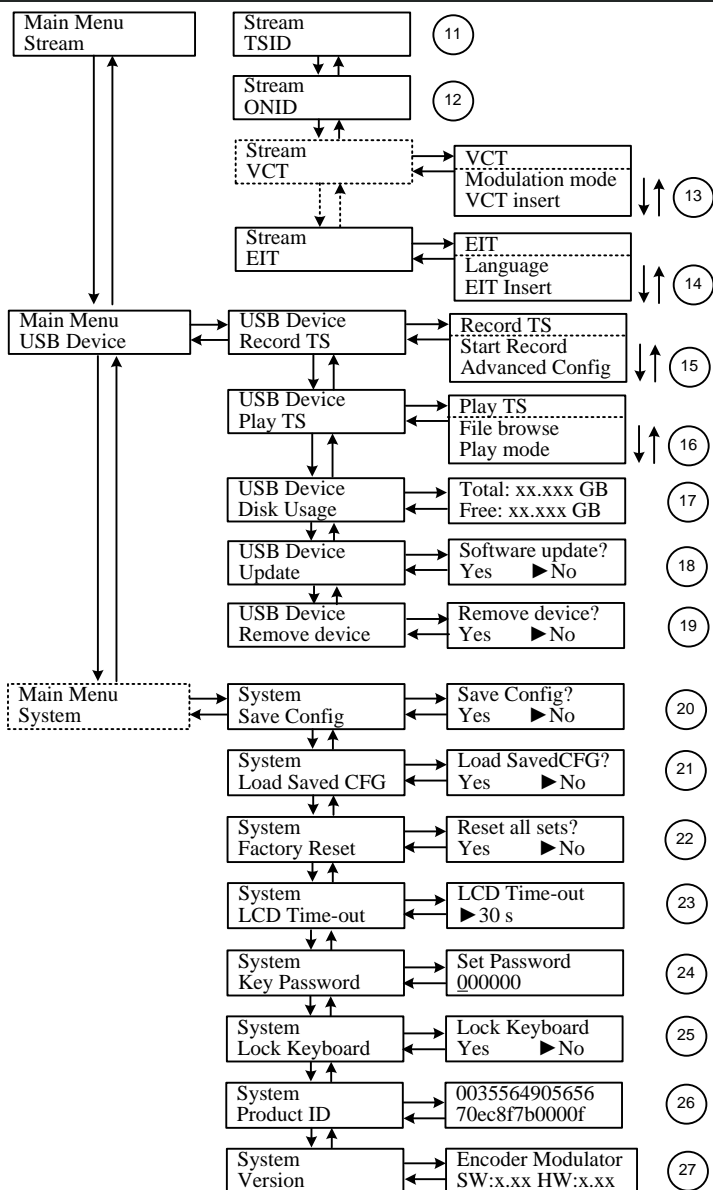 Main Menu
Stream
Stream
TSID
11
Stream
ONID
12
Stream
VCT
VCT
Modulation mode
VCT insert
13
Stream
EIT
EIT
Language
EIT Insert
14
Main Menu
USB Device
USB Device
Record TS
Record TS
Start Record
Advanced Config
15
USB Device
Play TS
Play TS
File browse
Play mode
16
USB Device
Disk Usage
Total: xx.xxx GB
Free: xx.xxx GB
17
USB Device
Update
Software update?
Yes ►No
18
USB Device
Remove device
Remove device?
Yes ►No
19
Main Menu
System
System
Save Config
Save Config?
Yes ►No
20
System
Load Saved CFG
Load SavedCFG?
Yes ►No
21
System
Factory Reset
Reset all sets?
Yes ►No
22
System
LCD Time-out
LCD Time-out
►30 s
23
System
Key Password
Set Password
000000
24
System
Lock Keyboard
Lock Keyboard
Yes ►No
25
System
Product ID
0035564905656
70ec8f7b0000f
26
System
Version
Encoder Modulator
SW:x.xx HW:x.xx
27